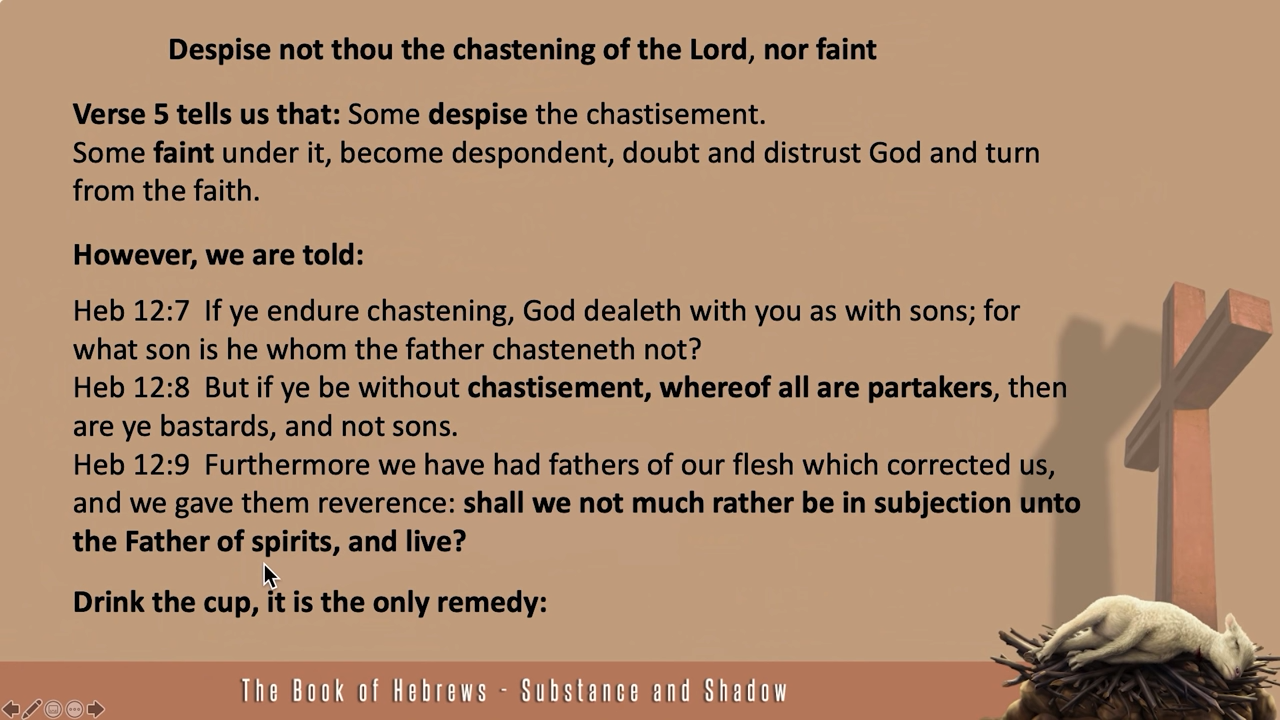 Despise not thou the chastening of the Lord, nor faint
Verse 5 tells us that: Some despise the chastisement.
Some faint under it, become despondent, doubt and distrust God and turn
from the faith.
However, we are told:
Heb 12:7  If ye endure chastening, God dealeth with you as with sons; for
what son is he whom the father chasteneth not?
Heb 12:8  But if ye be without chastisement, whereof all are partakers, then
are ye bastards, and not sons.
Heb 12:9  Furthermore we have had fathers of our flesh which corrected us,
and we gave them reverence: shall we not much rather be in subjection unto
the Father of spirits, and live?
Drink the cup, it is the only remedy:
The Book of Hebrews - Substance and Shadow